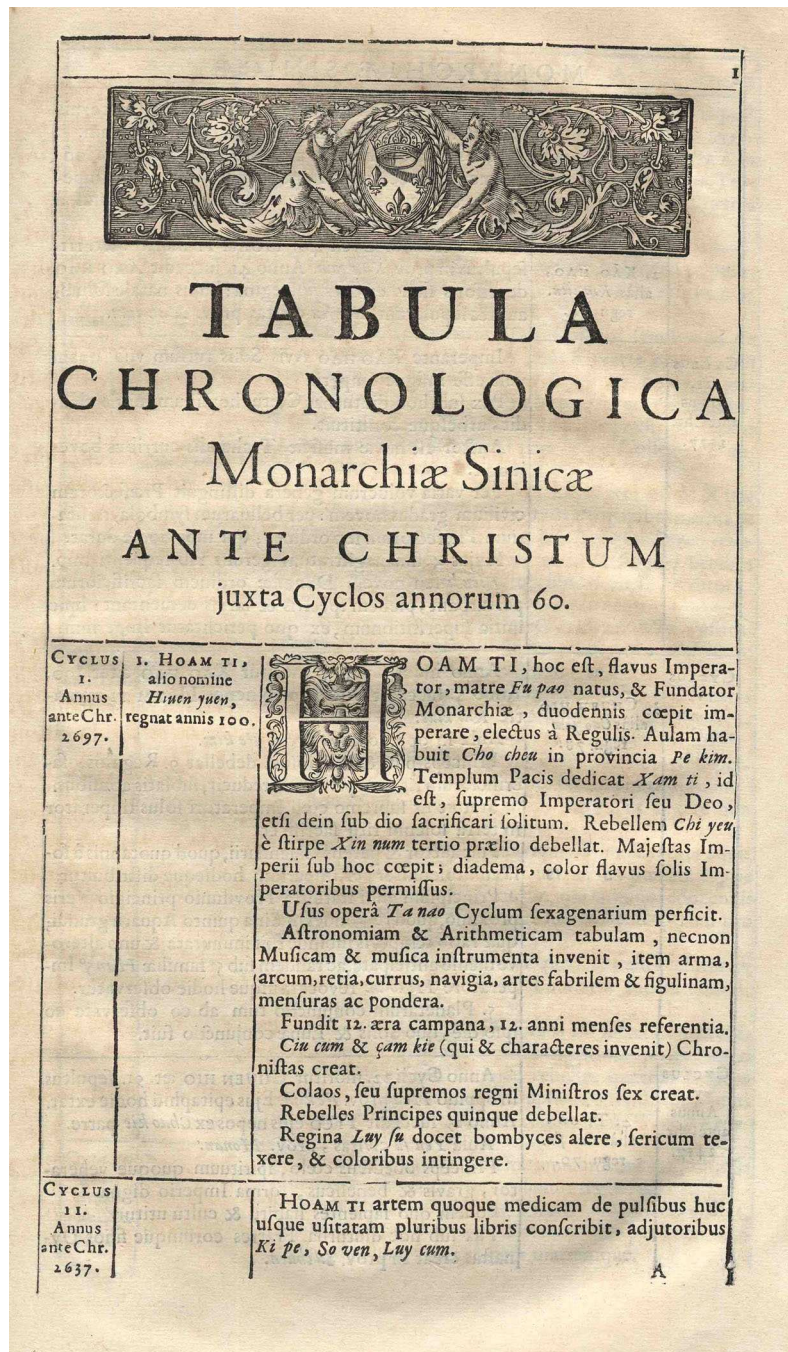 1
TABULA
CHRONOLOGICA
Monarchiæ Sinicæ
ANTE CHRISTUM
juxta Cyclos annorum 60.
CYCLUS
I.
Annus
ante Chr.
2697.
I. HOAM TI,
alio nomine
Hiuen juen,
regnat annis 100.
HOAM TI, hoc eſt, flavus Impera-
tor, matre Fu pao natus, & Fundator
Monarchiæ, duodennis cœpit im-
perare, electus à Regulis. Aulam ha-
buit Cho cheu in provincia Pe kim.
Templum Pacis dedicat Xam ti, id
eſt, ſupremo Imperatori ſeu Deo,
etſi dein ſub dio ſacrificari ſolitum. Rebellem Chi yeu
è ſtirpe Xin num tertio prælio debellat. Majeſtas Im-
perii ſub hoc cœpit; diadema, color flavus ſolis Im-
peratoribus permiſſus.
Uſus operâ Ta nao Cyclum ſexagenarium perficit.
Aſtronomiam & Arithmeticam tabulam, necnon
Muſicam & muſica inſtrumenta invenit, item arma,
arcum, retia, currus, navigia, artes fabrilem & figulinam,
menſuras ac pondera.
Fundit 12. æra campana, 12. anni menſes referentia.
Ciu cum & çam kie (qui & characteres invenit) Chro-
niſtas creat.
Colaos, ſeu ſupremos regni Miniſtros ſex creat.
Rebelles Principes quinque debellat.
Regina Luy ſu docet bombyces alere, ſericum te-
xere, & coloribus intingere.
CYCLUS
II.
Annus
ante Chr.
2637.
HOAM TI artem quoque medicam de pulſibus huc
uſque uſitatam pluribus libris conſcribit, adjutoribus
Ki pe, So ven, Luy cum.
A